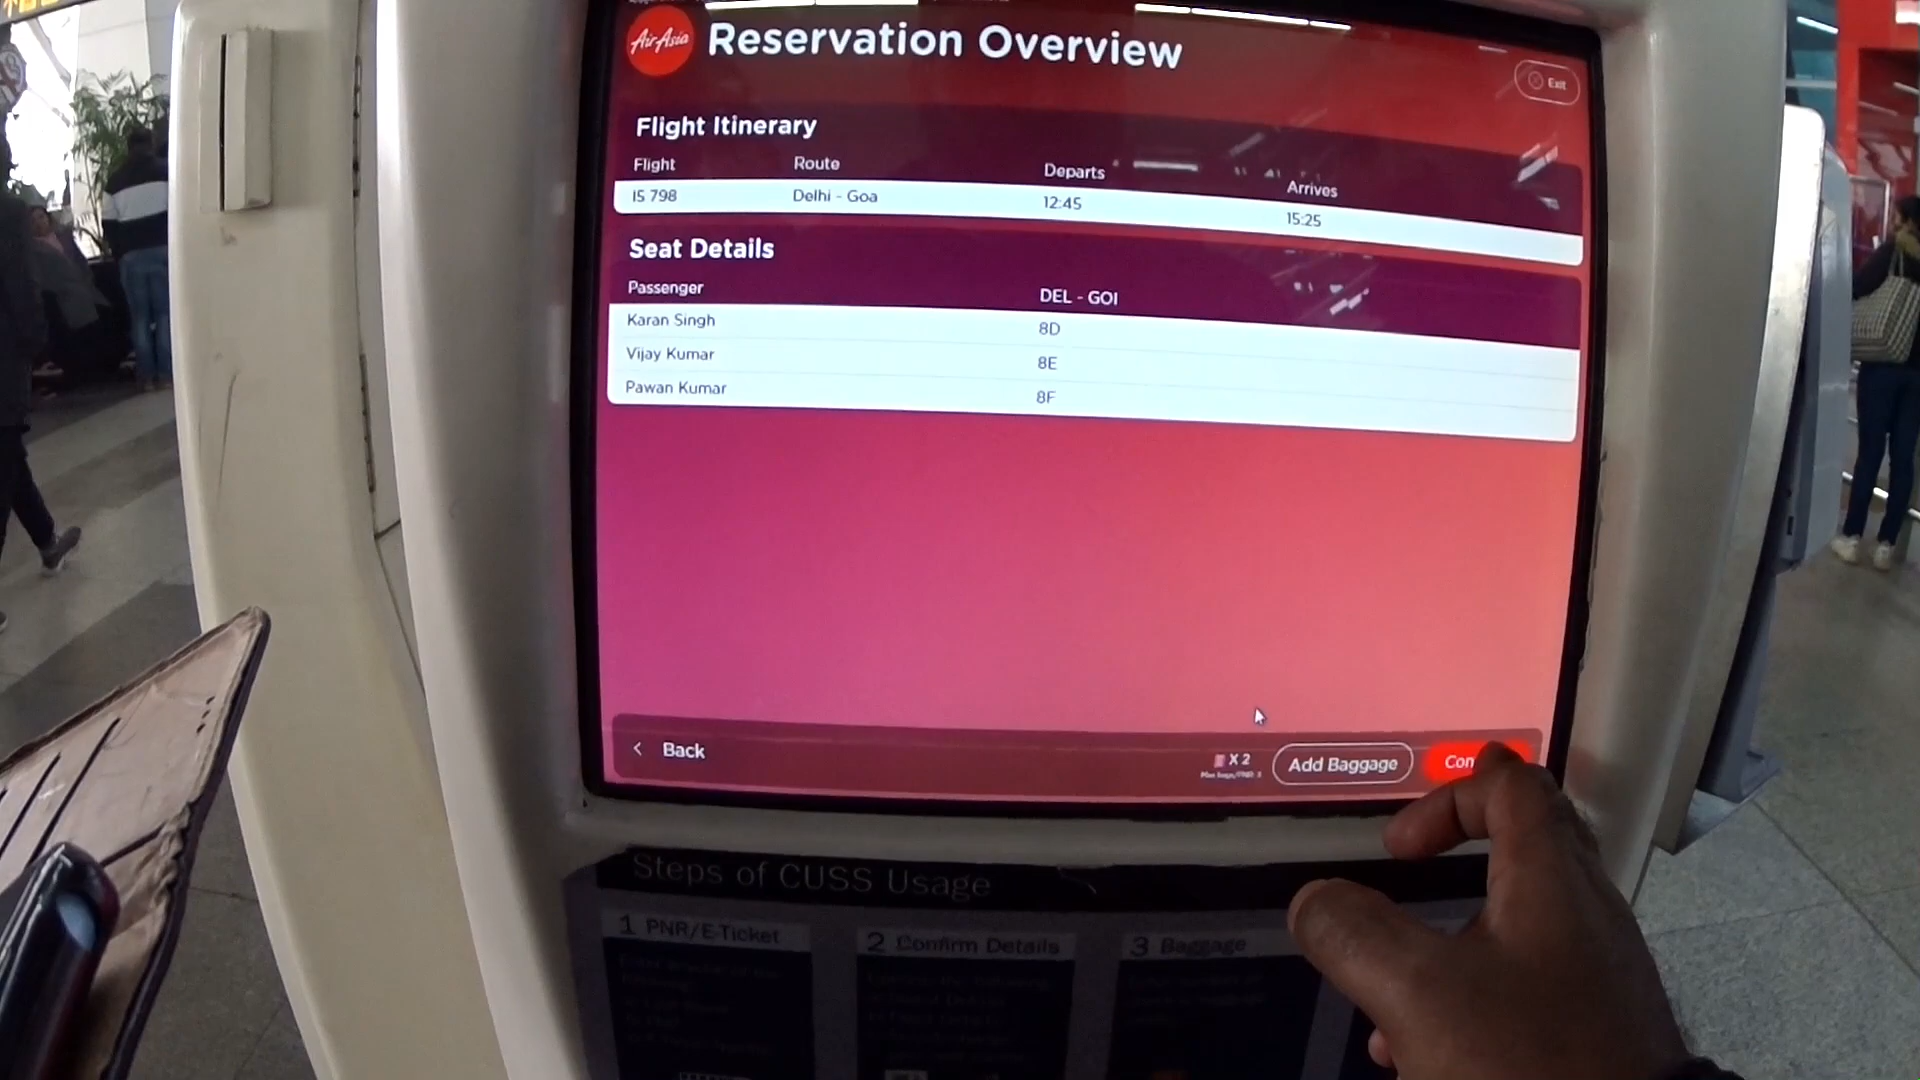 AirAsia
Reservation Overview
Exit
Flight Itinerary
Flight Route Departs Arrives
I5 798 Delhi - Goa 12:45 15:25
Seat Details
Passenger DEL - GOI
Karan Singh 8D
Vijay Kumar 8E
Pawan Kumar 8F
< Back
X 2
Add Baggage
Con
Steps of CUSS Usage
1 PNR/E-Ticket
2 Confirm Details
3 Baggage